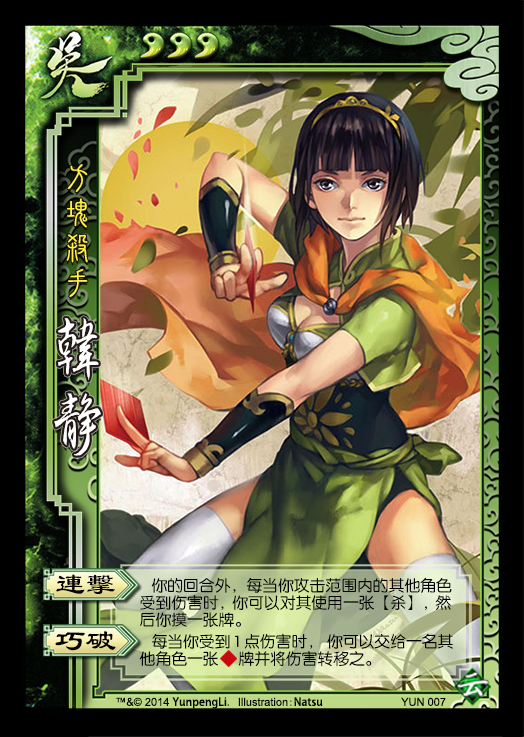 吴
方塊殺手
韓静
連擊
你的回合外，每当你攻击范围内的其他角色
受到伤害时，你可以对其使用一张【杀】，然
后你摸一张牌。
巧破
每当你受到1点伤害时，你可以交给一名其
他角色一张♦牌并将伤害转移之。
™&© 2014 YunpengLi. Illustration：Natsu
YUN 007
云